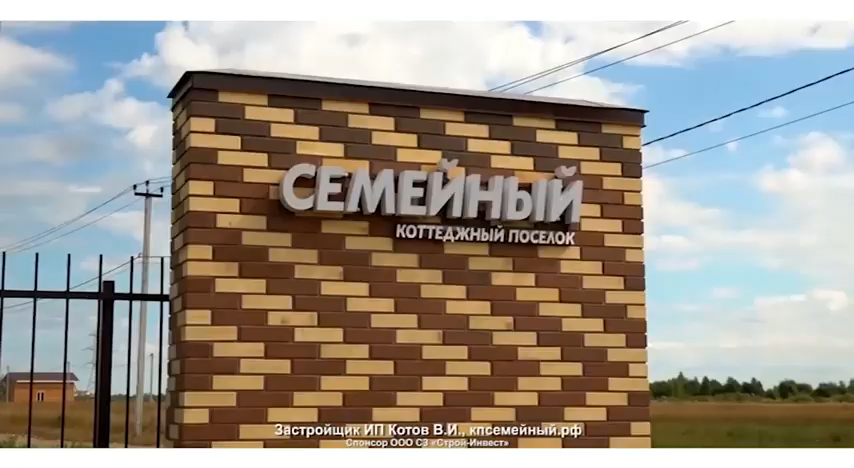 СЕМЕЙНЫЙ
КОТТЕДЖНЫЙ ПОСЕЛОК
Застройщик ИП Котов В.И., кпсемейный.рф
Спонсор ООО СЗ «Строй-Инвест»